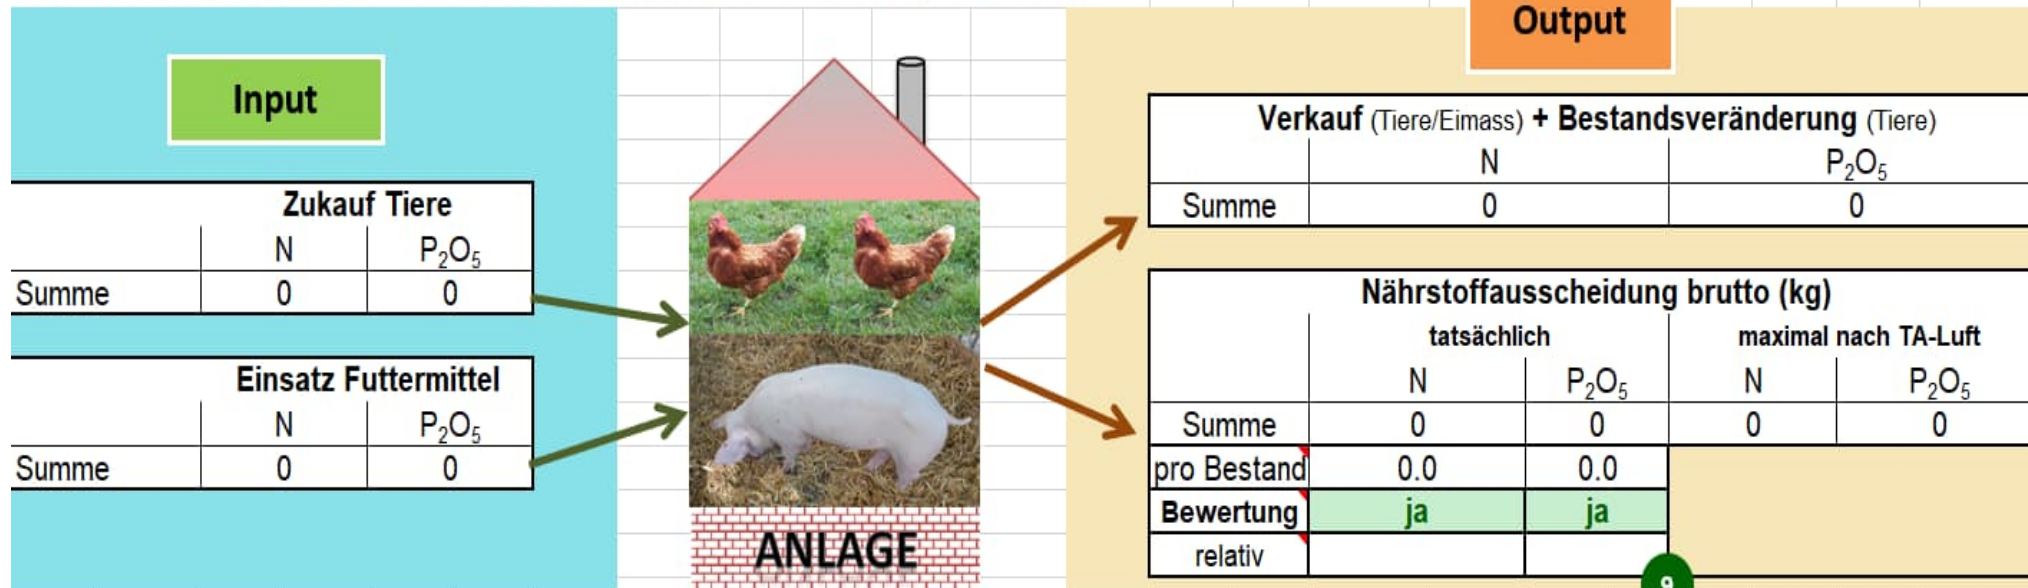 Input
Zukauf Tiere
N P₂O₅
Summe 0 0
Einsatz Futtermittel
N P₂O₅
Summe 0 0
ANLAGE
Output
Verkauf (Tiere/Eimass) + Bestandsveränderung (Tiere)
N P₂O₅
Summe 0 0
Nährstoffausscheidung brutto (kg)
tatsächlich maximal nach TA-Luft
N P₂O₅ N P₂O₅
Summe 0 0 0 0
pro Bestand 0.0 0.0
Bewertung ja ja
relativ